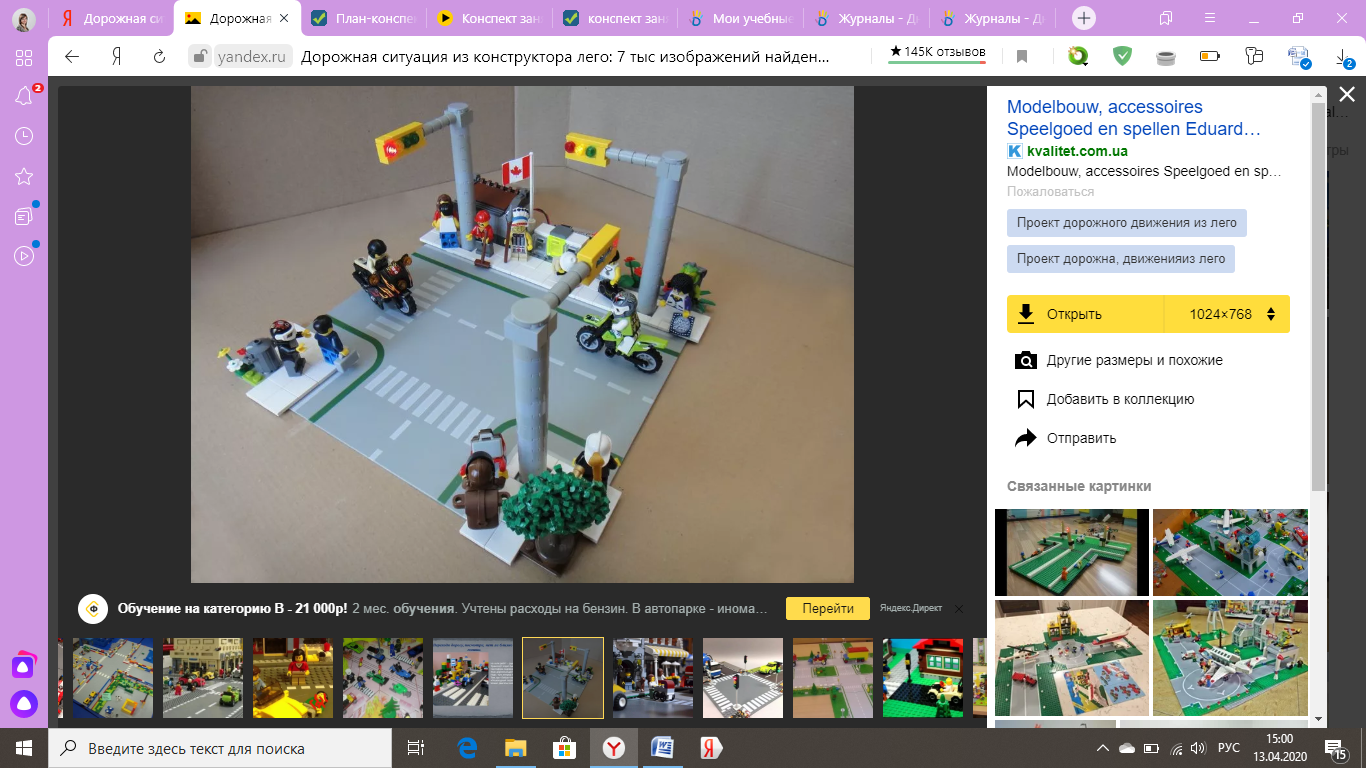 Дорожная си
Дорожная
План-конспе
Конспект зан
конспект зан
Мои учебные
Журналы - Д
Журналы - Д
yandex.ru
Дорожная ситуация из конструктора лего: 7 тыс изображений найден...
★145К отзывов
2
2
Modelbouw, accessoires
Speelgoed en spellen Eduard…
kvalitet.com.ua
Modelbouw, accessoires Speelgoed en sp…
Пожаловаться
Проект дорожного движения из лего
Проект дорожна, движенияиз лего
Открыть
1024×768
Другие размеры и похожие
Добавить в коллекцию
Отправить
Связанные картинки
Обучение на категорию В - 21 000р! 2 мес. обучения. Учтены расходы на бензин. В автопарке - инома…
Перейти
Яндекс.Директ
Введите здесь текст для поиска
РУС
15:00
13.04.2020
15